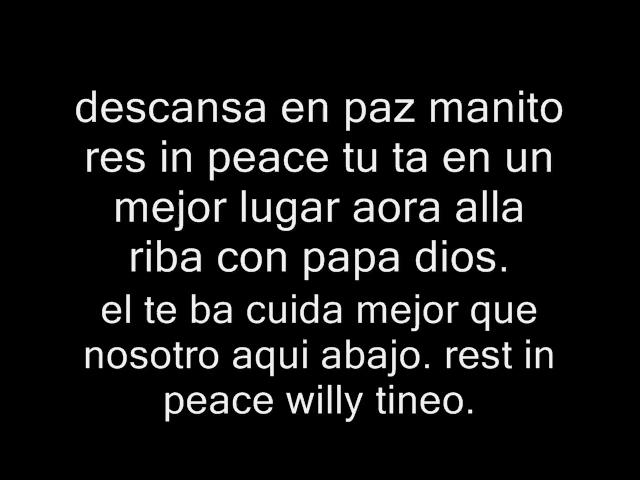 descansa en paz manito
res in peace tu ta en un
mejor lugar aora alla
riba con papa dios.
el te ba cuida mejor que
nosotro aqui abajo. rest in
peace willy tineo.